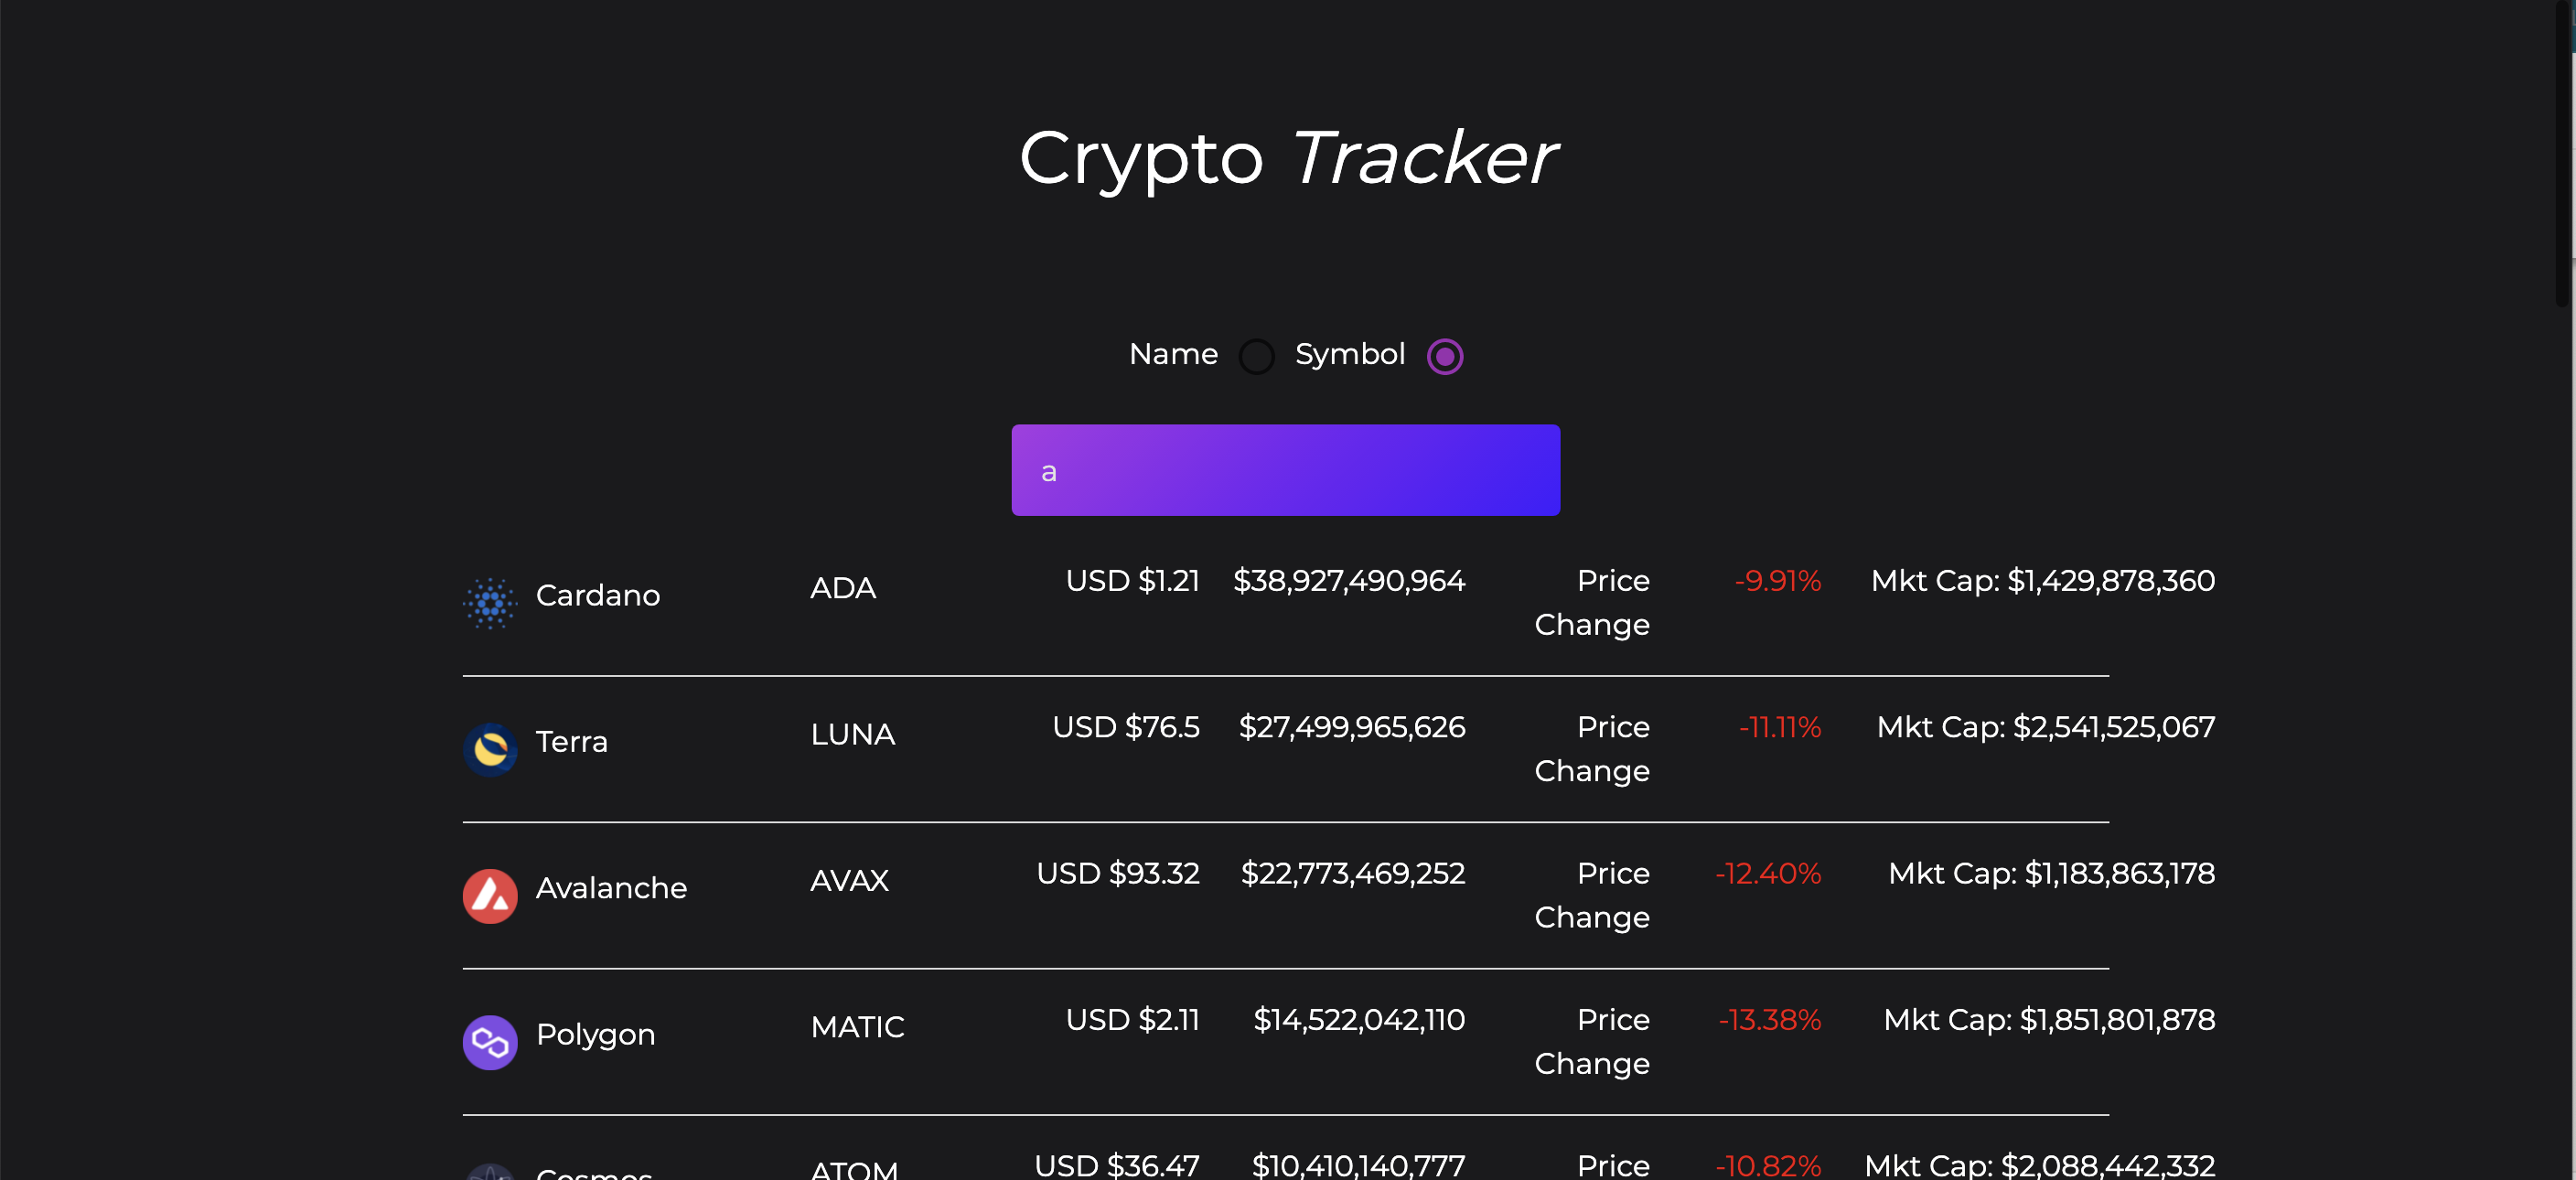 Crypto Tracker
Name Symbol
a
Cardano ADA USD $1.21 $38,927,490,964 Price Change -9.91% Mkt Cap: $1,429,878,360
Terra LUNA USD $76.5 $27,499,965,626 Price Change -11.11% Mkt Cap: $2,541,525,067
Avalanche AVAX USD $93.32 $22,773,469,252 Price Change -12.40% Mkt Cap: $1,183,863,178
Polygon MATIC USD $2.11 $14,522,042,110 Price Change -13.38% Mkt Cap: $1,851,801,878
Cosmos ATOM USD $36.47 $10,410,140,777 Price -10.82% Mkt Cap: $2,088,442,332